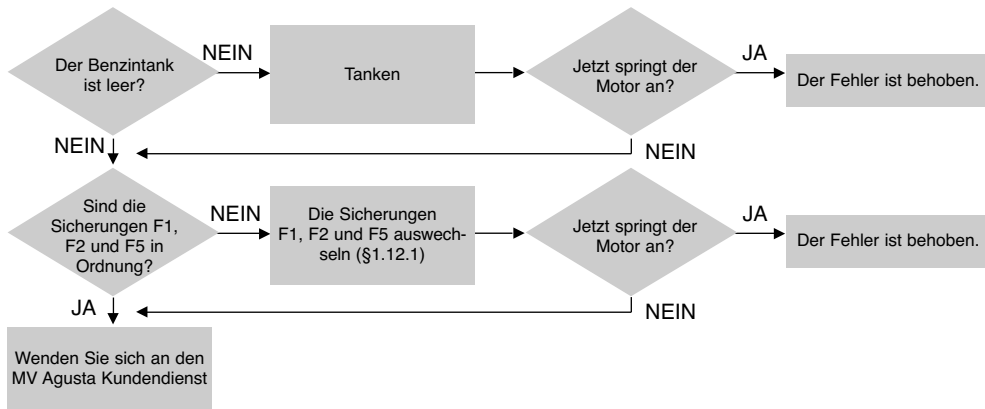 Der Benzintank
ist leer?
NEIN
Tanken
Jetzt springt der
Motor an?
JA
Der Fehler ist behoben.
NEIN
NEIN
Sind die
Sicherungen F1,
F2 und F5 in
Ordnung?
NEIN
Die Sicherungen
F1, F2 und F5 auswech-
seln (§1.12.1)
Jetzt springt der
Motor an?
JA
Der Fehler ist behoben.
JA
NEIN
Wenden Sie sich an den
MV Agusta Kundendienst